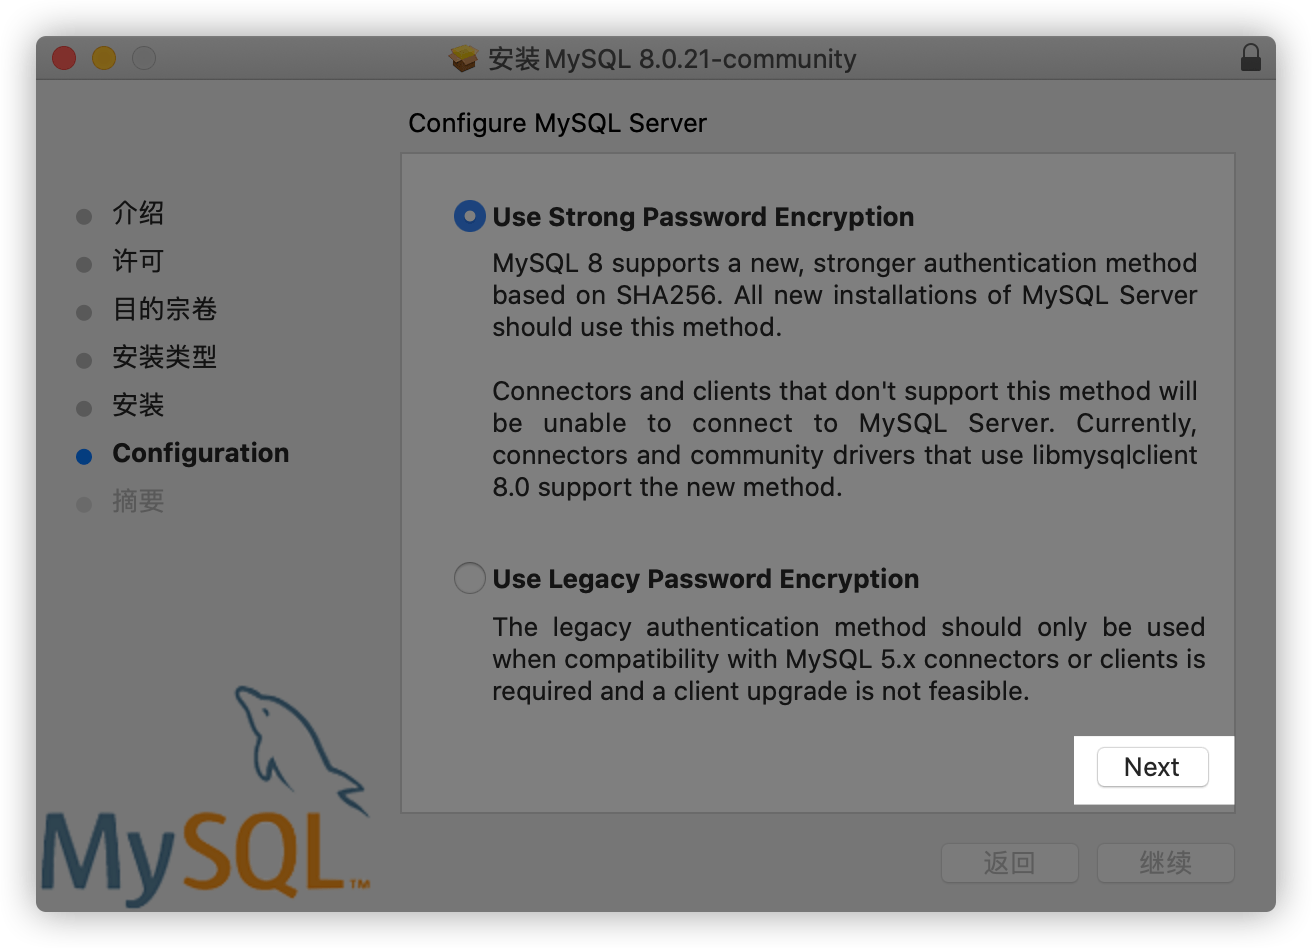 安装MySQL 8.0.21-community
Configure MySQL Server
介绍
许可
目的宗卷
安装类型
安装
Configuration
摘要
Use Strong Password Encryption
MySQL 8 supports a new, stronger authentication method
based on SHA256. All new installations of MySQL Server
should use this method.
Connectors and clients that don't support this method will
be unable to connect to MySQL Server. Currently,
connectors and community drivers that use libmysqlclient
8.0 support the new method.
Use Legacy Password Encryption
The legacy authentication method should only be used
when compatibility with MySQL 5.x connectors or clients is
required and a client upgrade is not feasible.
Next
MySQL™
返回
继续